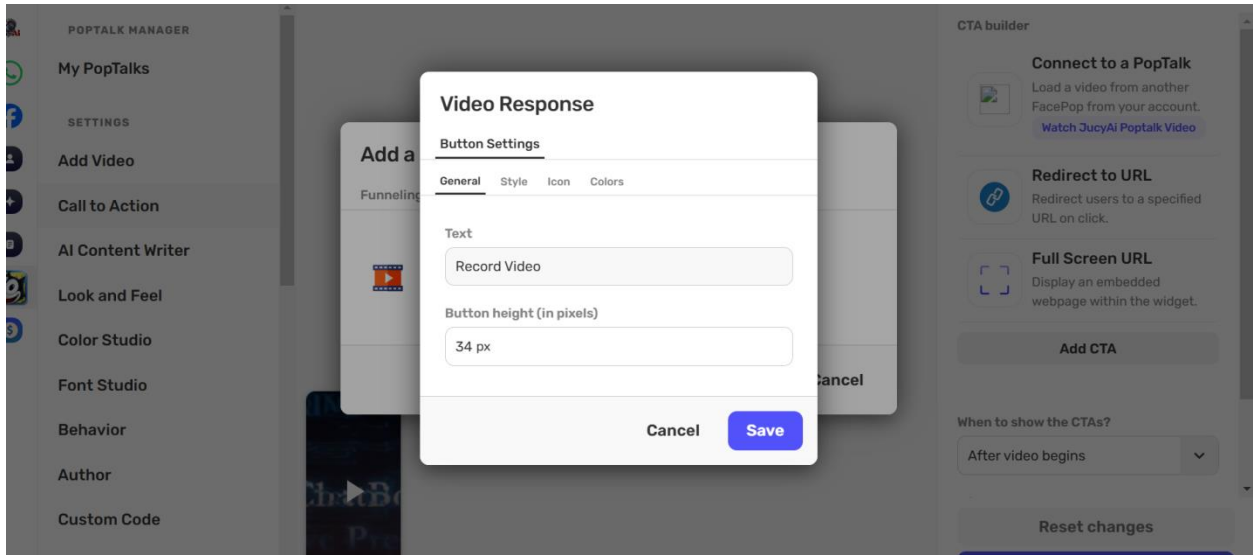 POPTALK MANAGER
My PopTalks
SETTINGS
Add Video
Call to Action
AI Content Writer
Look and Feel
Color Studio
Font Studio
Behavior
Author
Custom Code
Add a
Funneling
Cancel
Video Response
Button Settings
General Style Icon Colors
Text
Record Video
Button height (in pixels)
34 px
Cancel Save
CTA builder
Connect to a PopTalk
Load a video from another
FacePop from your account.
Watch JucyAi Poptalk Video
Redirect to URL
Redirect users to a specified
URL on click.
Full Screen URL
Display an embedded
webpage within the widget.
Add CTA
When to show the CTAs?
After video begins
Reset changes